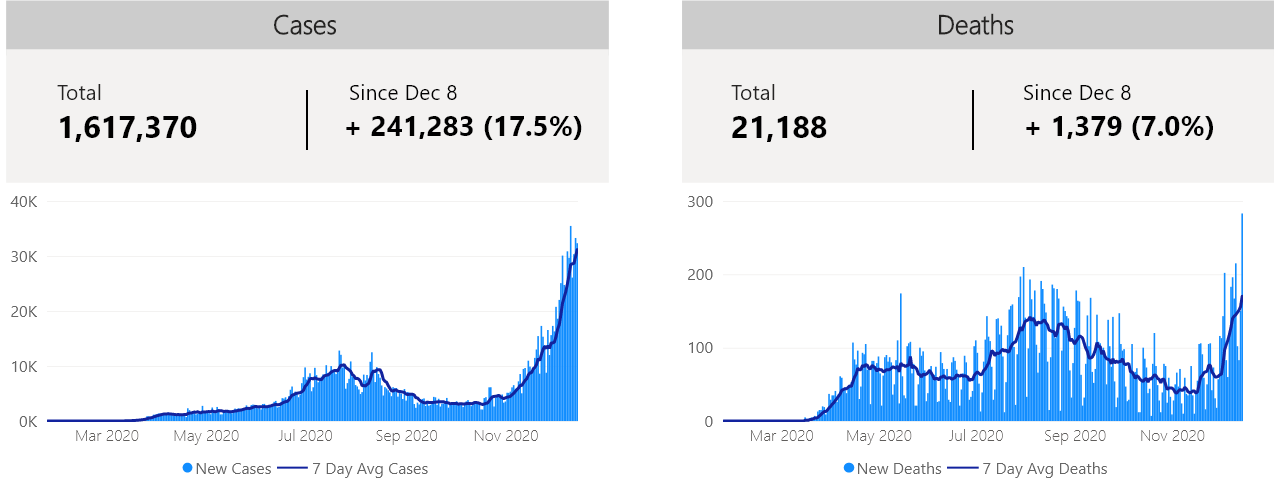 Cases
Total
1,617,370
Since Dec 8
+ 241,283 (17.5%)
40K
30K
20K
10K
0K
Mar 2020 May 2020 Jul 2020 Sep 2020 Nov 2020
New Cases 7 Day Avg Cases
Deaths
Total
21,188
Since Dec 8
+ 1,379 (7.0%)
300
200
100
0
Mar 2020 May 2020 Jul 2020 Sep 2020 Nov 2020
New Deaths 7 Day Avg Deaths